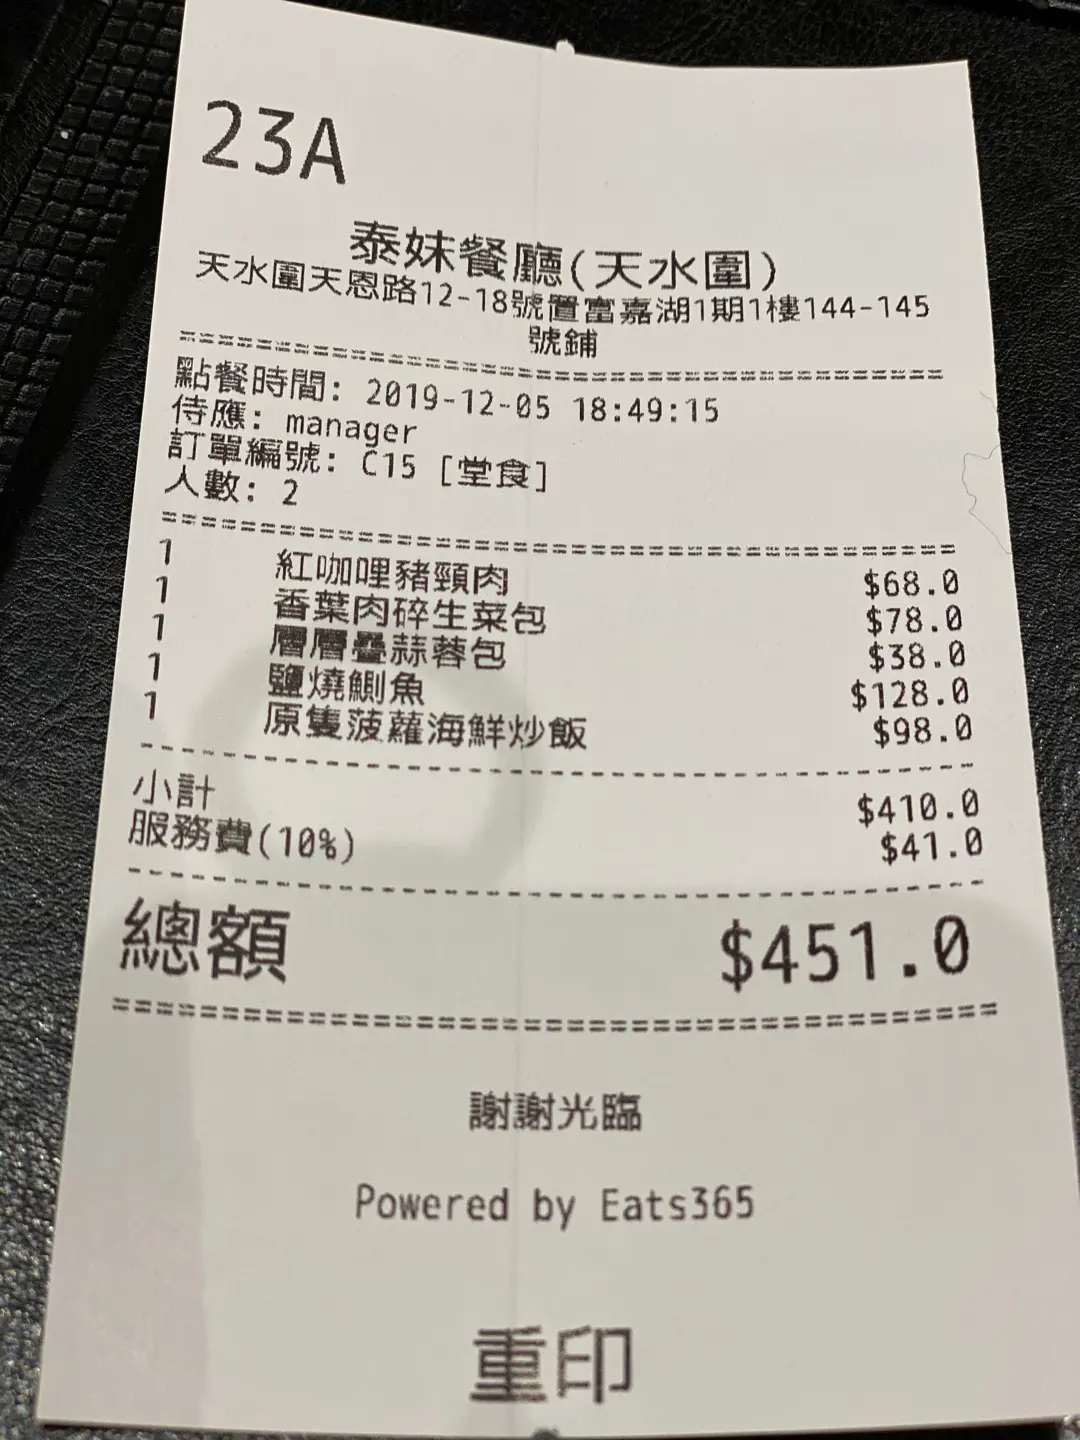 23A
泰妹餐廳(天水圍)
天水圍天恩路12-18號置富嘉湖1期1樓144-145
號鋪
點餐時間: 2019-12-05 18:49:15
侍應: manager
訂單編號: C15 [堂食]
人數: 2
1 紅咖哩豬頸肉 $68.0
1 香葉肉碎生菜包 $78.0
1 層層疊蒜蓉包 $38.0
1 鹽燒鰂魚 $128.0
1 原隻菠蘿海鮮炒飯 $98.0
小計 $410.0
服務費(10%) $41.0
總額 $451.0
謝謝光臨
Powered by Eats365
重印